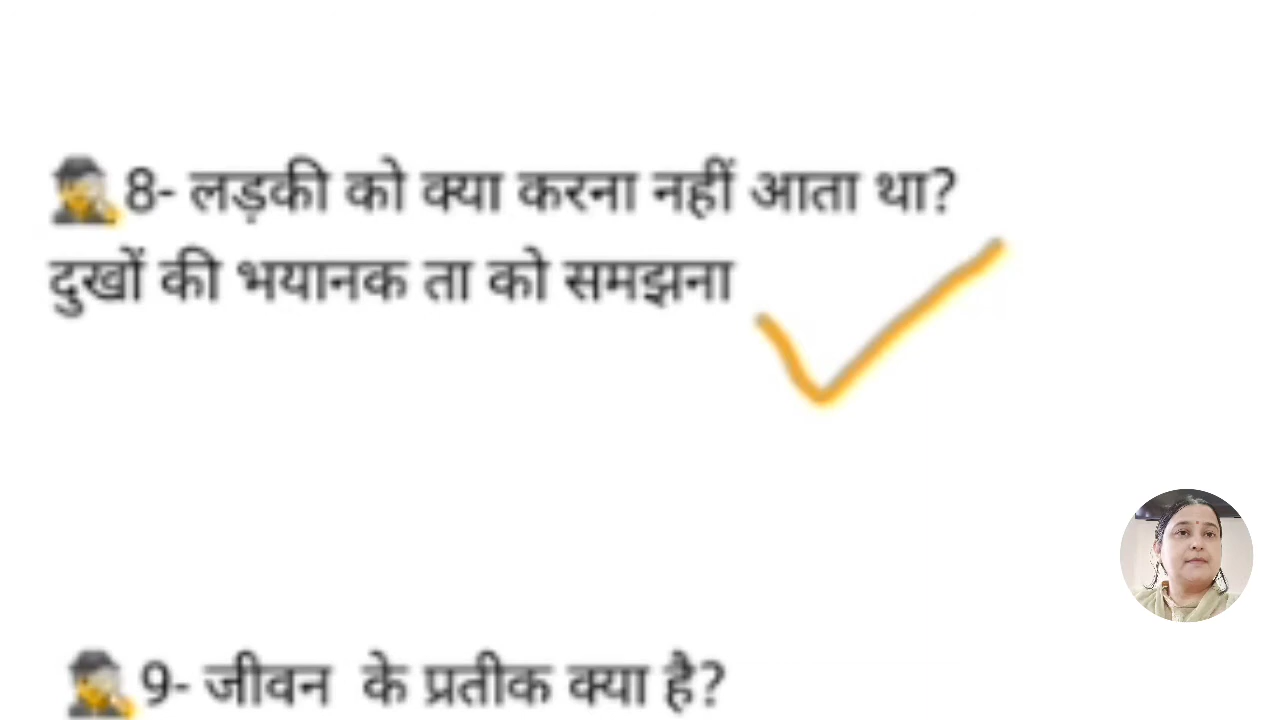 8- लड़की को क्या करना नहीं आता था?
दुखों की भयानक ता को समझना
9- जीवन के प्रतीक क्या है?